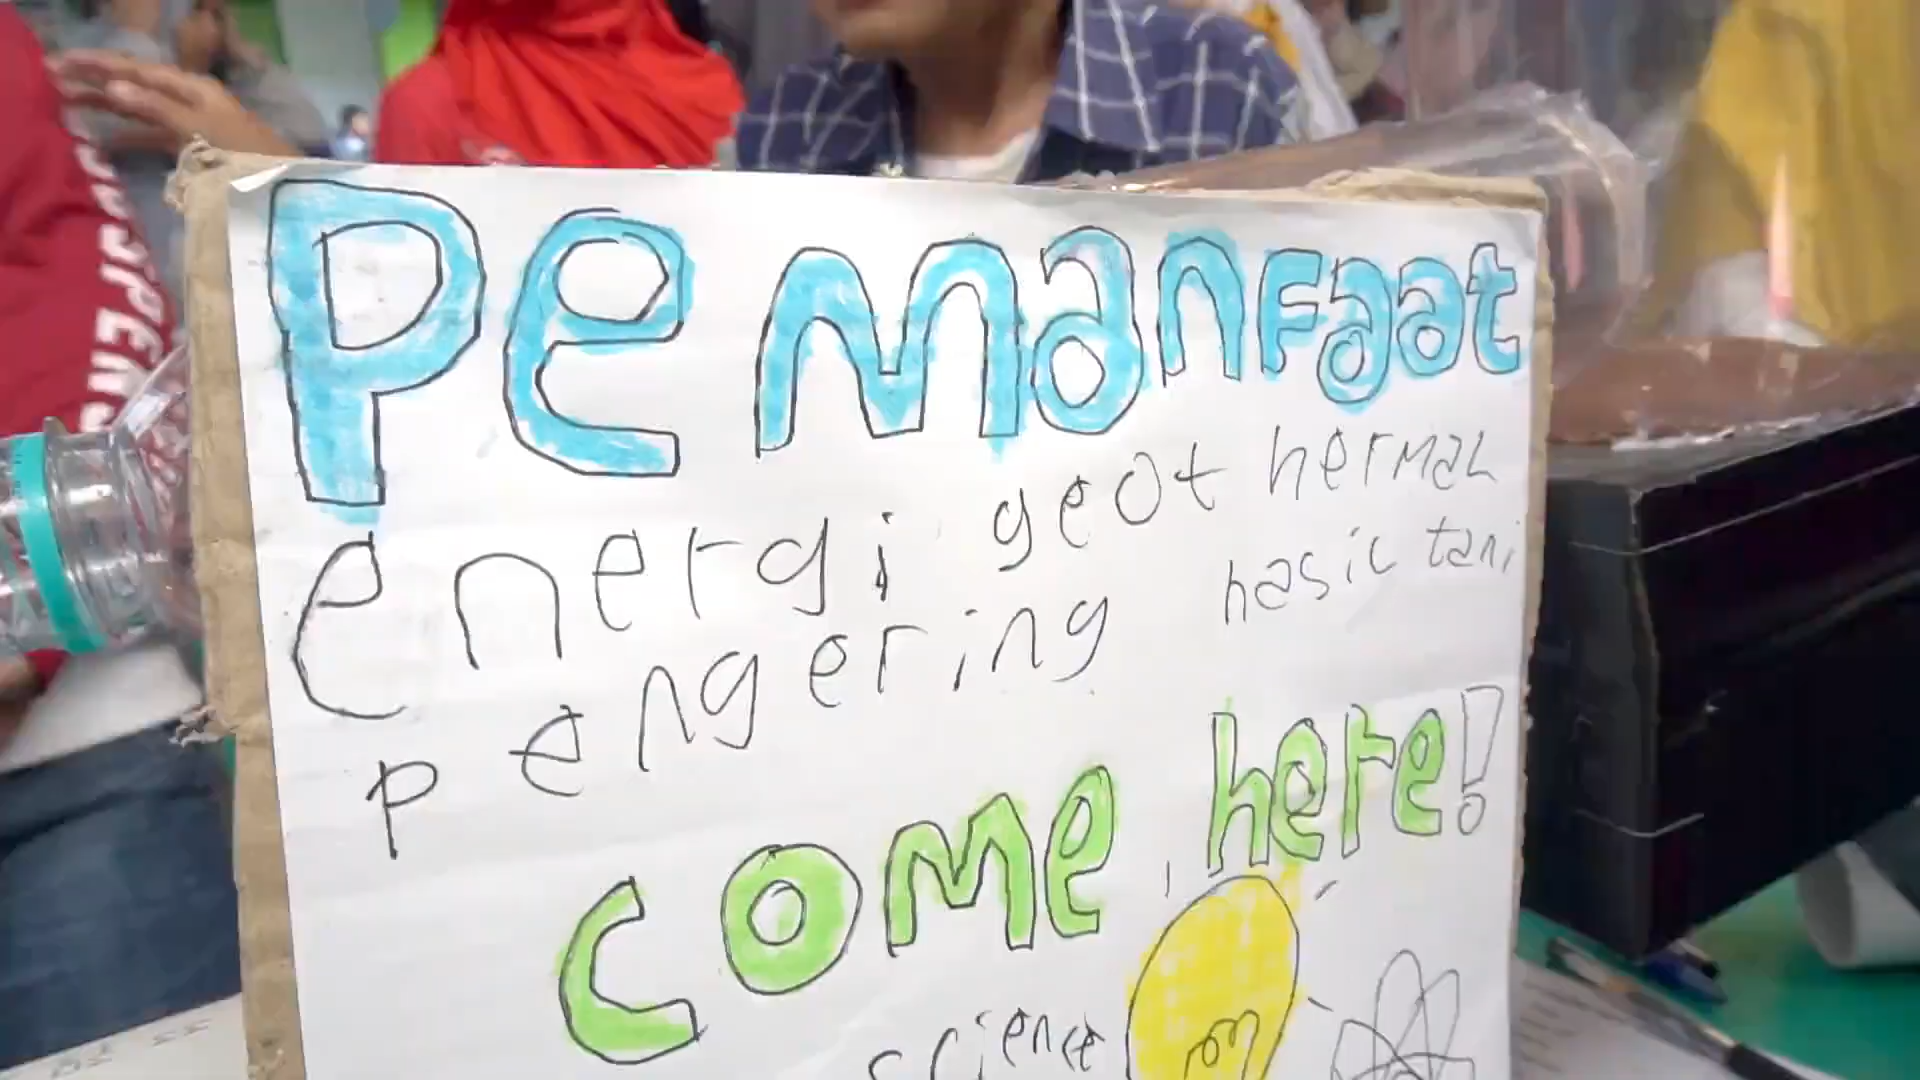 Pemanfaat
energi geothermal
pengering hasil tani
come here!
science